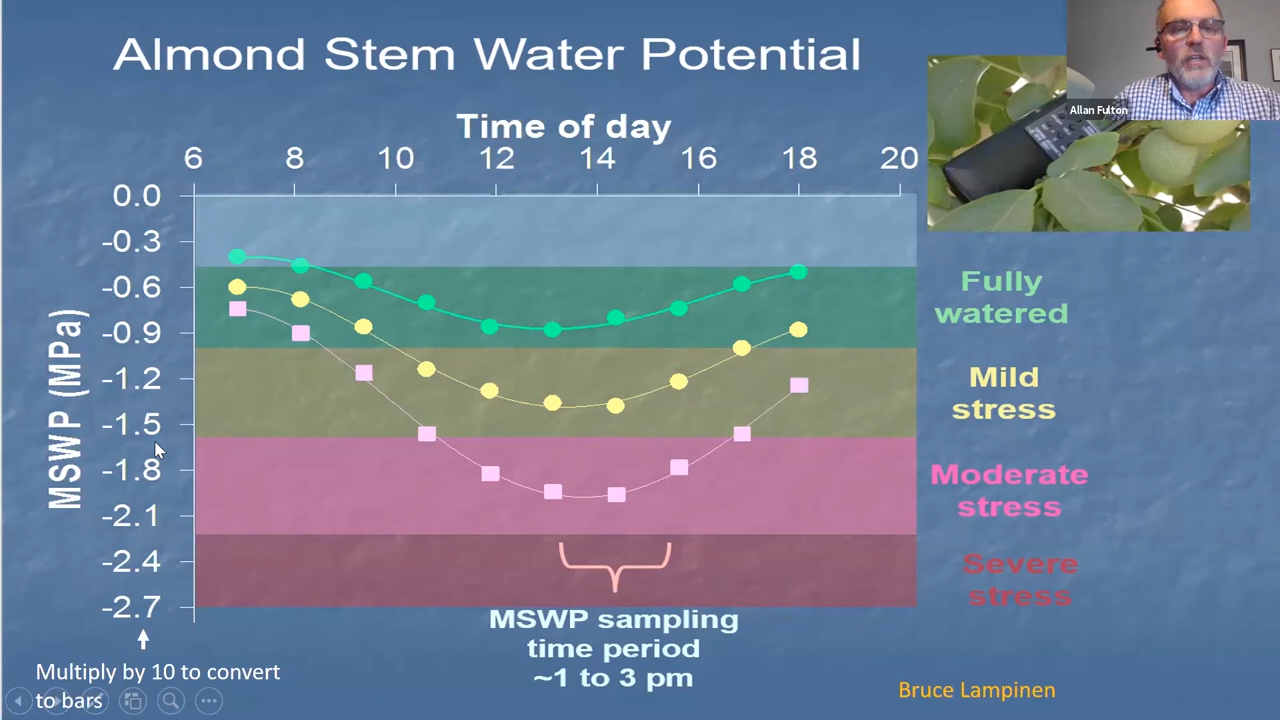 Almond Stem Water Potential
Allan Fulton
Time of day
6 8 10 12 14 16 18 20
0.0
-0.3
-0.6
-0.9
-1.2
-1.5
-1.8
-2.1
-2.4
-2.7
MSWP (MPa)
Fully
watered
Mild
stress
Moderate
stress
Severe
stress
MSWP sampling
time period
~1 to 3 pm
Multiply by 10 to convert
to bars
Bruce Lampinen